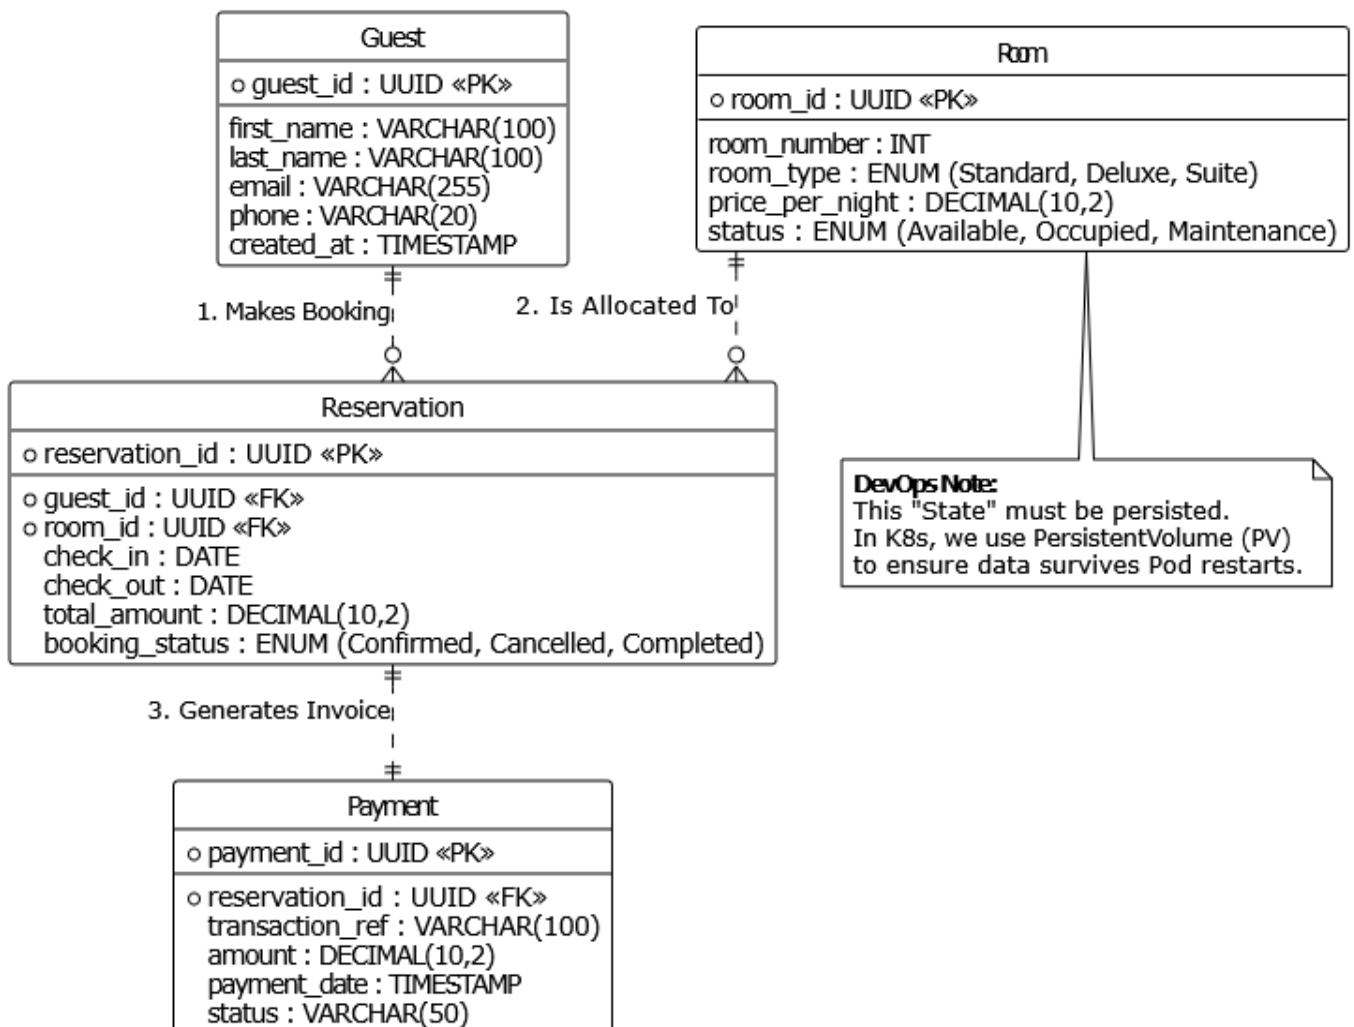 Guest
guest_id : UUID «PK»
first_name : VARCHAR(100)
last_name : VARCHAR(100)
email : VARCHAR(255)
phone : VARCHAR(20)
created_at : TIMESTAMP
Room
room_id : UUID «PK»
room_number : INT
room_type : ENUM (Standard, Deluxe, Suite)
price_per_night : DECIMAL(10,2)
status : ENUM (Available, Occupied, Maintenance)
1. Makes Booking
2. Is Allocated To
Reservation
reservation_id : UUID «PK»
guest_id : UUID «FK»
room_id : UUID «FK»
check_in : DATE
check_out : DATE
total_amount : DECIMAL(10,2)
booking_status : ENUM (Confirmed, Cancelled, Completed)
DevOps Note:
This "State" must be persisted.
In K8s, we use PersistentVolume (PV)
to ensure data survives Pod restarts.
3. Generates Invoice
Payment
payment_id : UUID «PK»
reservation_id : UUID «FK»
transaction_ref : VARCHAR(100)
amount : DECIMAL(10,2)
payment_date : TIMESTAMP
status : VARCHAR(50)